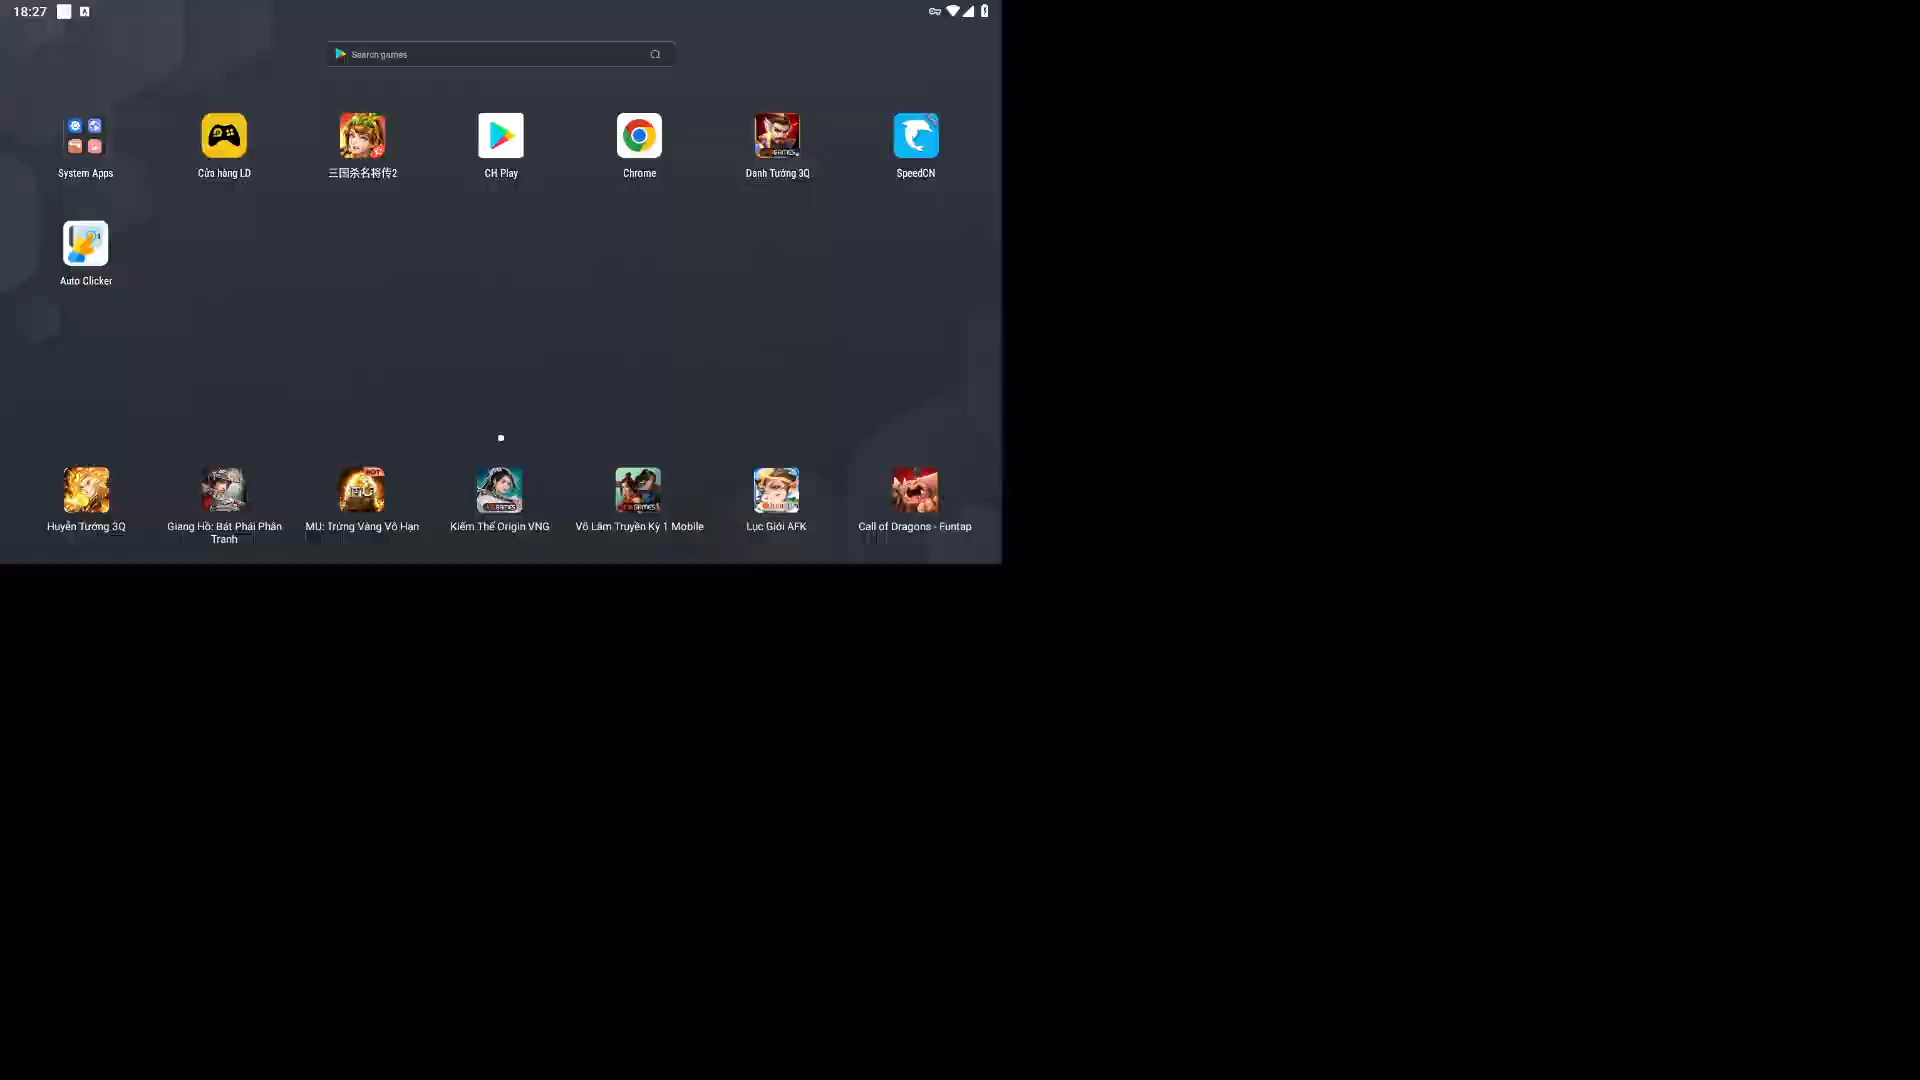 18:27
Search games
System Apps
Cửa hàng LD
三国杀名将传2
CH Play
Chrome
Danh Tướng 3Q
SpeedCN
Auto Clicker
HOT
Huyễn Tướng 3Q
Giang Hồ: Bát Phái Phân
Tranh
MU: Trứng Vàng Vô Hạn
Kiếm Thế Origin VNG
Võ Lâm Truyền Kỳ 1 Mobile
Lục Giới AFK
Call of Dragons - Funtap